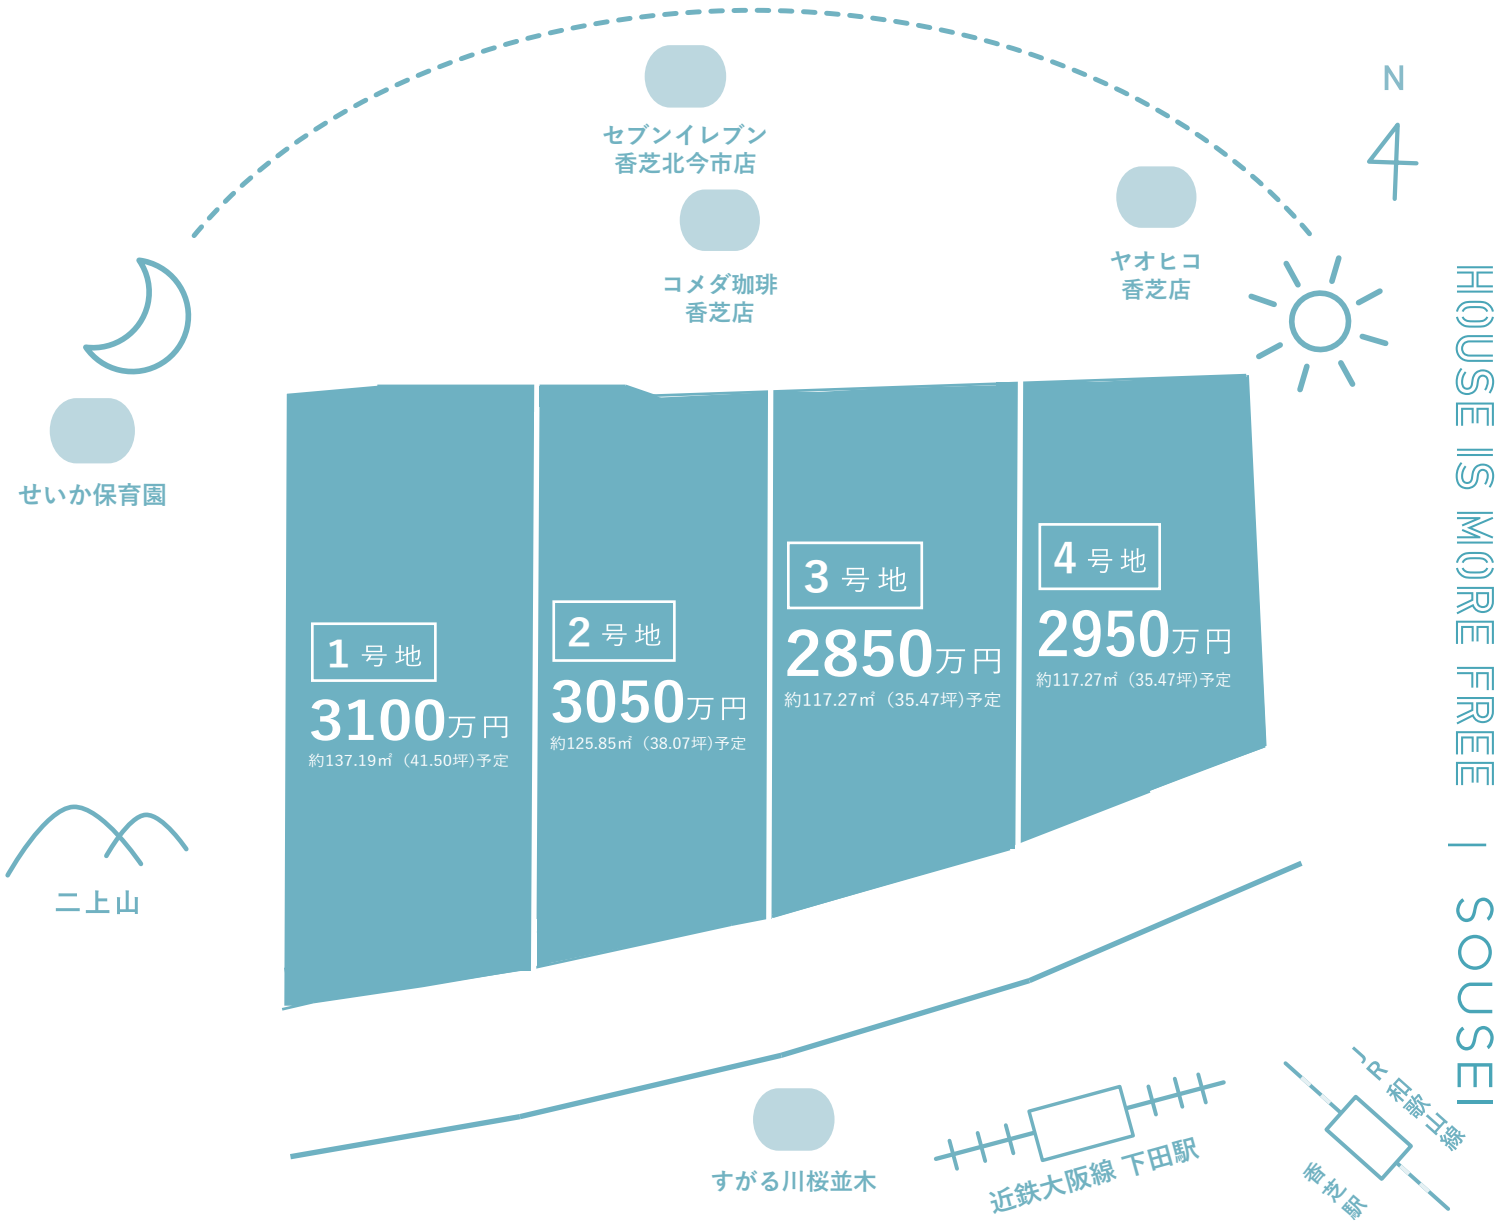 セブンイレブン
香芝北今市店
コメダ珈琲
香芝店
ヤオヒコ
香芝店
N
せいか保育園
二上山
1 号地
3100万円
約137.19㎡（41.50坪)予定
2 号地
3050万円
約125.85㎡（38.07坪)予定
3 号地
2850万円
約117.27㎡（35.47坪)予定
4 号地
2950万円
約117.27㎡（35.47坪)予定
すがる川桜並木
近鉄大阪線 下田駅
JR和歌山線
香芝駅
HOUSE IS MORE FREE | SOUSEI